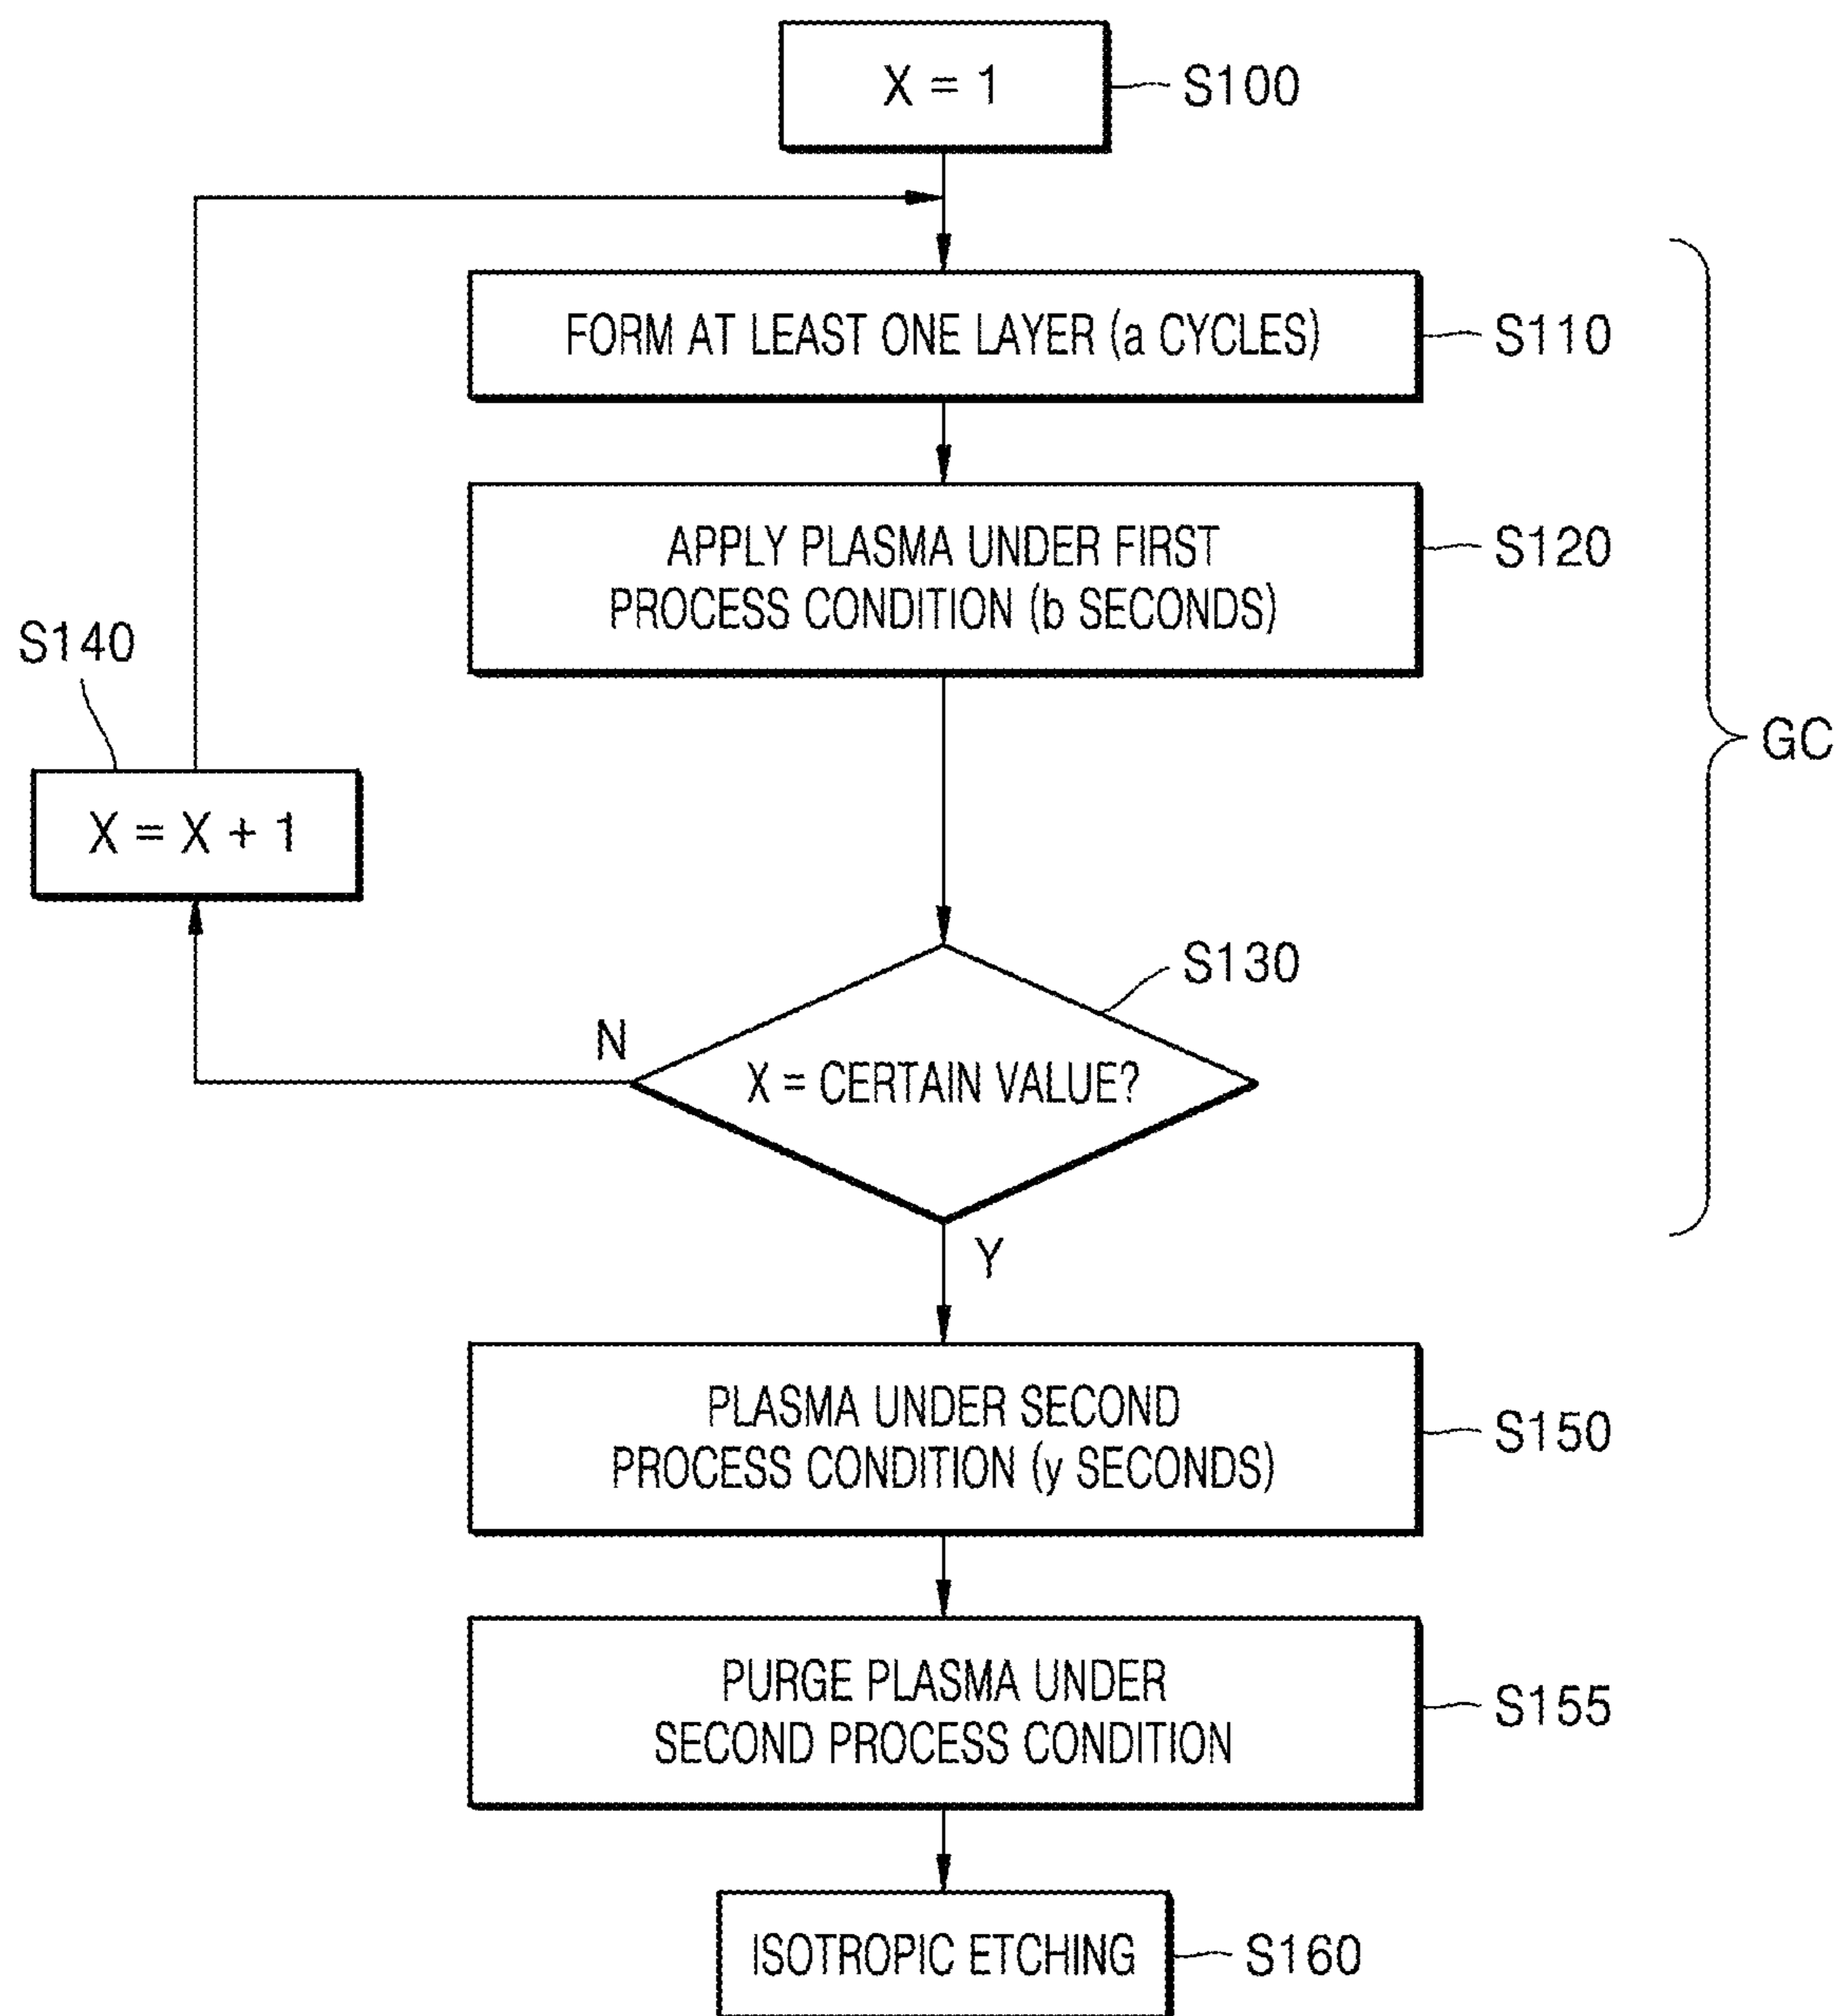 X = 1
S100
FORM AT LEAST ONE LAYER (a CYCLES)
S110
APPLY PLASMA UNDER FIRST
PROCESS CONDITION (b SECONDS)
S120
S140
X = X + 1
GC
S130
N
X = CERTAIN VALUE?
Y
PLASMA UNDER SECOND
PROCESS CONDITION (y SECONDS)
S150
PURGE PLASMA UNDER
SECOND PROCESS CONDITION
S155
ISOTROPIC ETCHING
S160